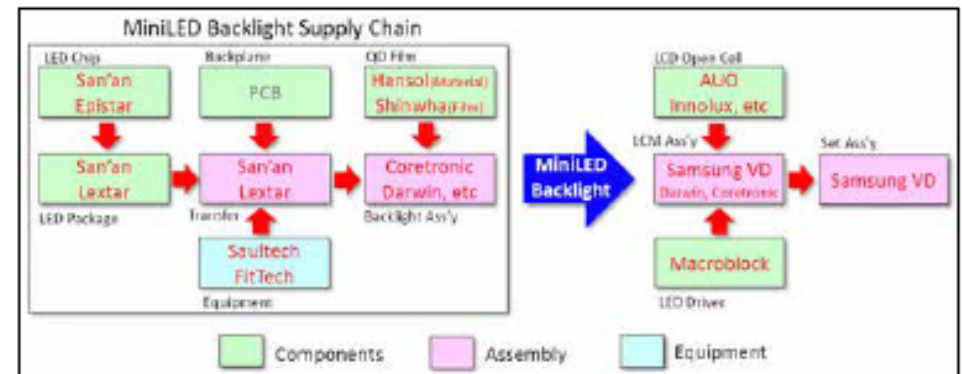 MiniLED Backlight Supply Chain
LED Chip
San'an
Epistar
Backplane
PCB
QD Film
Hansol(Material)
Shinwha(Film)
San'an
Lextar
LED Package
San'an
Lextar
Transfer
Coretronic
Darwin, etc
Backlight Ass'y
Saultech
FitTech
Equipment
MiniLED
Backlight
LCD Open Cell
AUO
Innolux, etc
LCM Ass'y
Samsung VD
Darwin, Coretronic
Set Ass'y
Samsung VD
Macroblock
LED Driver
Components
Assembly
Equipment